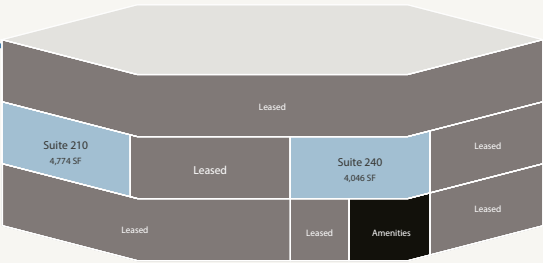 Leased
Suite 210
4,774 SF
Leased
Suite 240
4,046 SF
Leased
Leased
Leased
Amenities
Leased